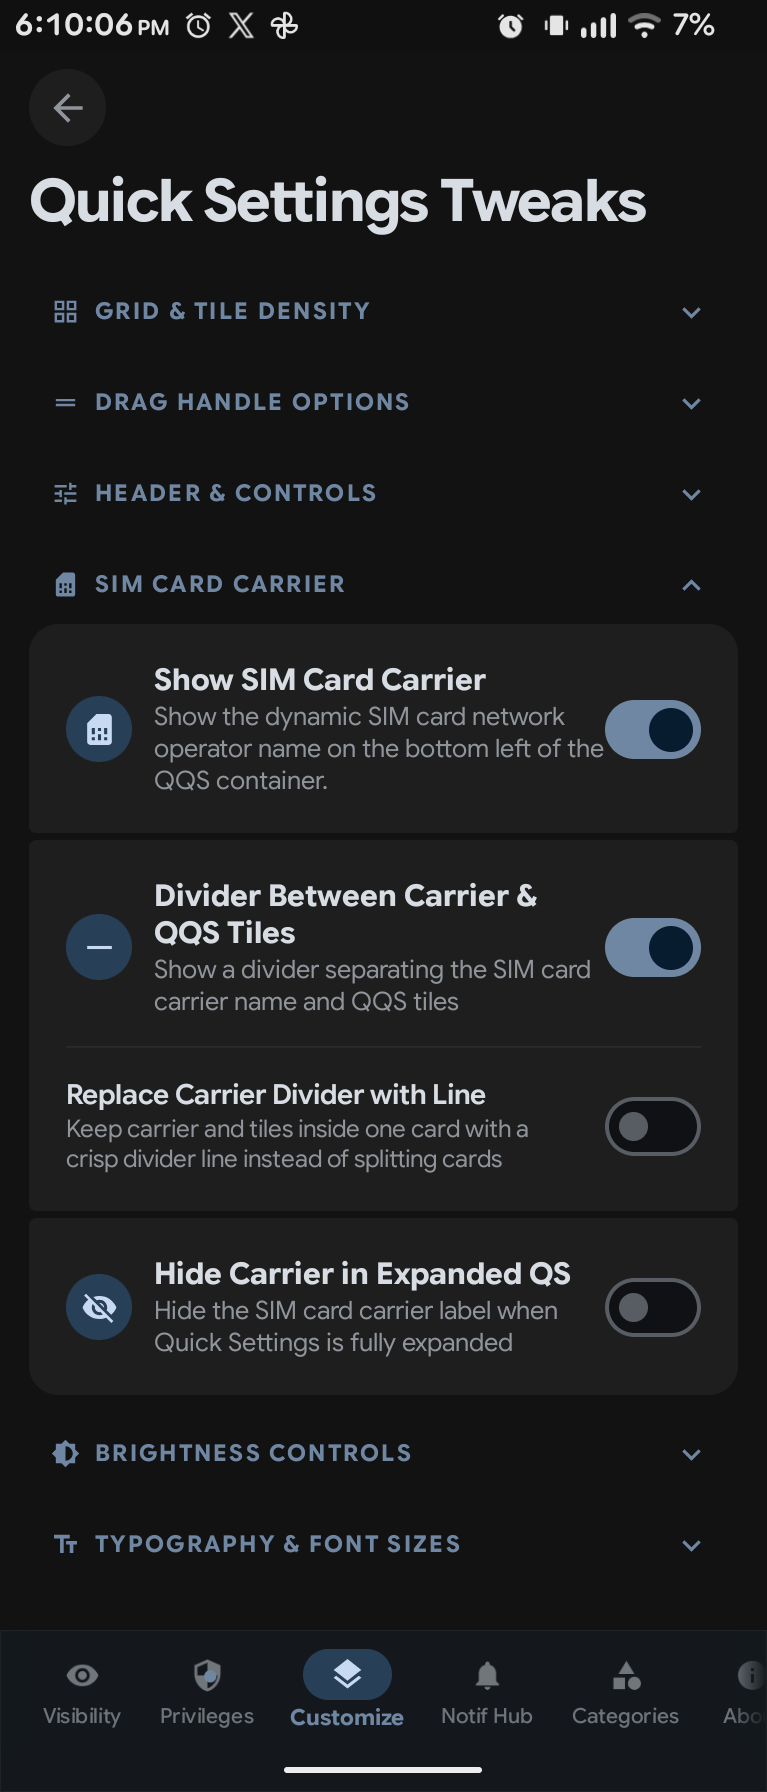 6:10:06 PM
7%
Quick Settings Tweaks
GRID & TILE DENSITY
DRAG HANDLE OPTIONS
HEADER & CONTROLS
SIM CARD CARRIER
Show SIM Card Carrier
Show the dynamic SIM card network
operator name on the bottom left of the
QQS container.
Divider Between Carrier &
QQS Tiles
Show a divider separating the SIM card
carrier name and QQS tiles
Replace Carrier Divider with Line
Keep carrier and tiles inside one card with a
crisp divider line instead of splitting cards
Hide Carrier in Expanded QS
Hide the SIM card carrier label when
Quick Settings is fully expanded
BRIGHTNESS CONTROLS
TYPOGRAPHY & FONT SIZES
Visibility
Privileges
Customize
Notif Hub
Categories
Abo